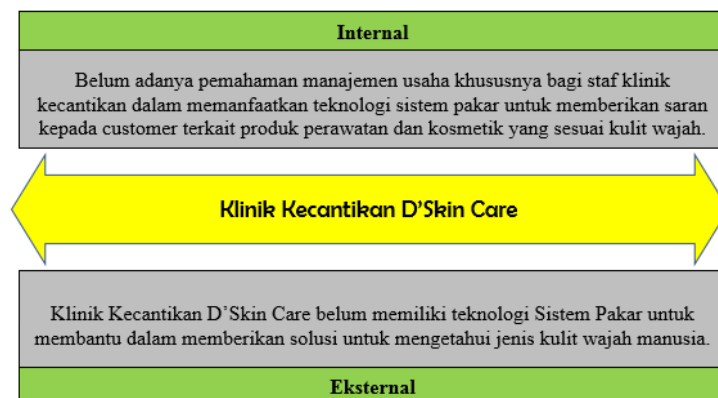 Internal
Belum adanya pemahaman manajemen usaha khususnya bagi staf klinik
kecantikan dalam memanfaatkan teknologi sistem pakar untuk memberikan saran
kepada customer terkait produk perawatan dan kosmetik yang sesuai kulit wajah.
Klinik Kecantikan D'Skin Care
Klinik Kecantikan D'Skin Care belum memiliki teknologi Sistem Pakar untuk
membantu dalam memberikan solusi untuk mengetahui jenis kulit wajah manusia.
Eksternal